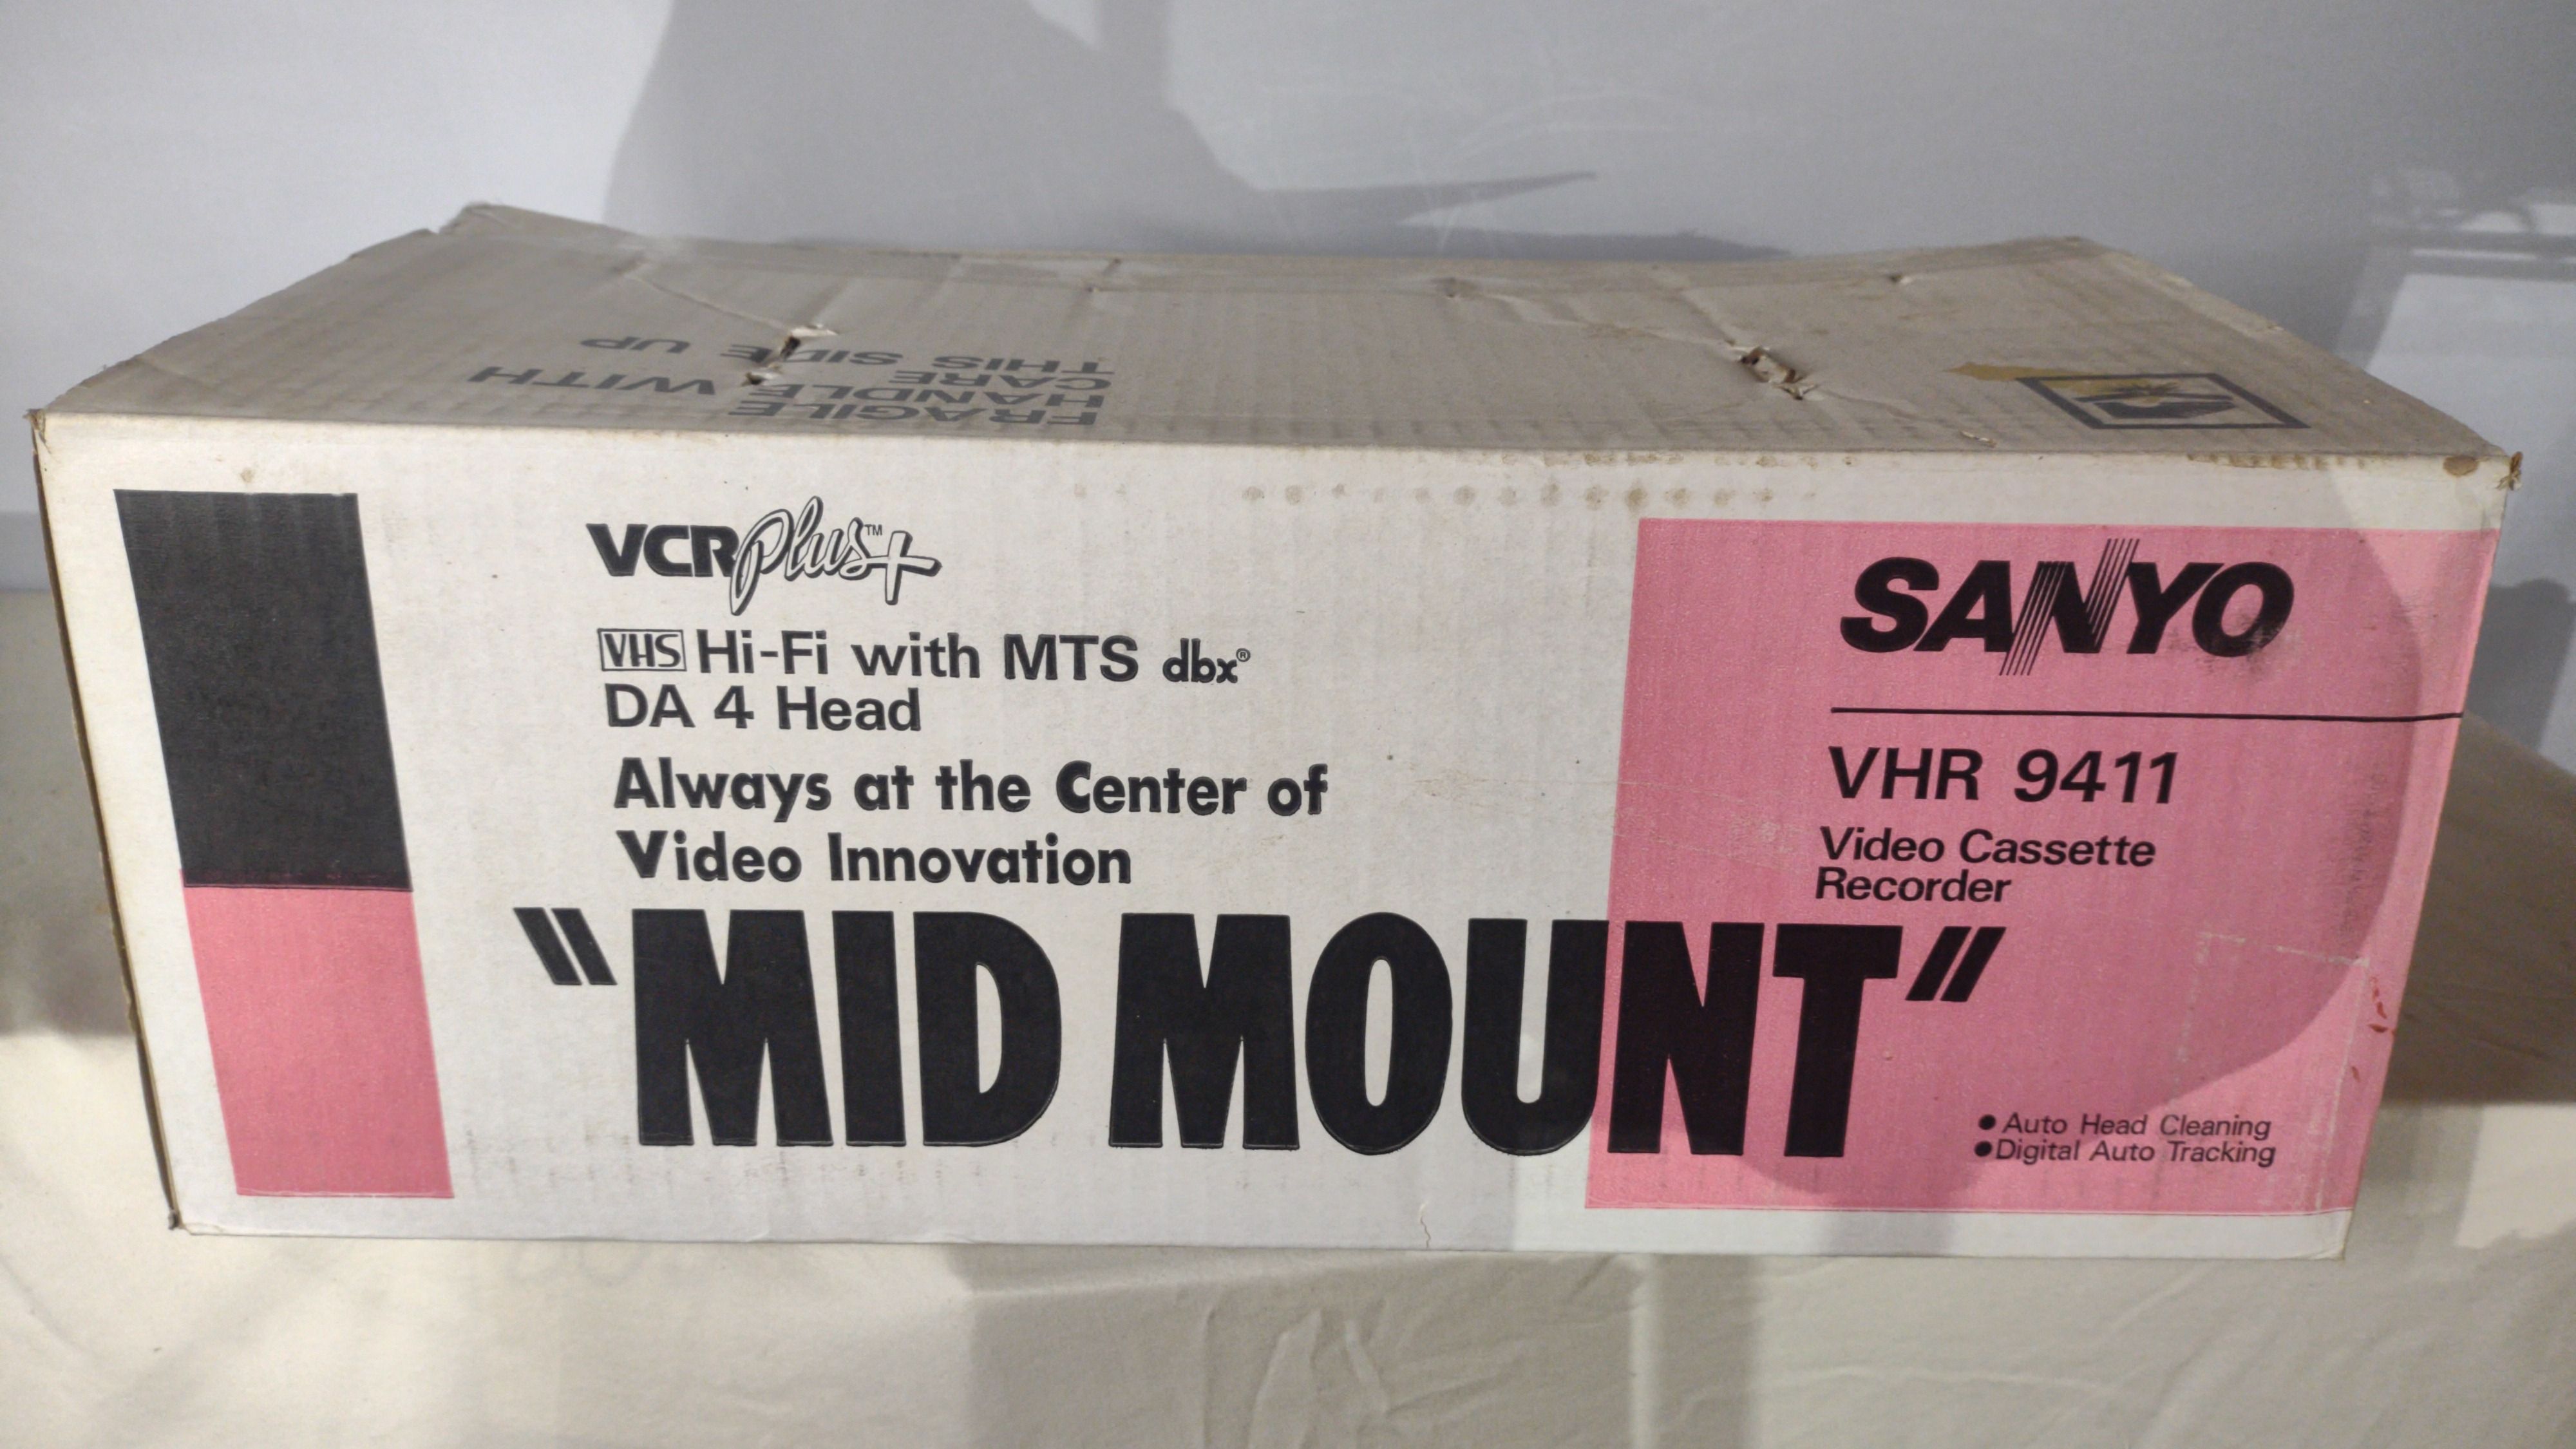 FRAGILE
HANDLE WITH
CARE
THIS SIDE UP
VCRPlus™+
VHS Hi-Fi with MTS dbx®
DA 4 Head
Always at the Center of
Video Innovation
"MID MOUNT"
SANYO
VHR 9411
Video Cassette
Recorder
●Auto Head Cleaning
●Digital Auto Tracking